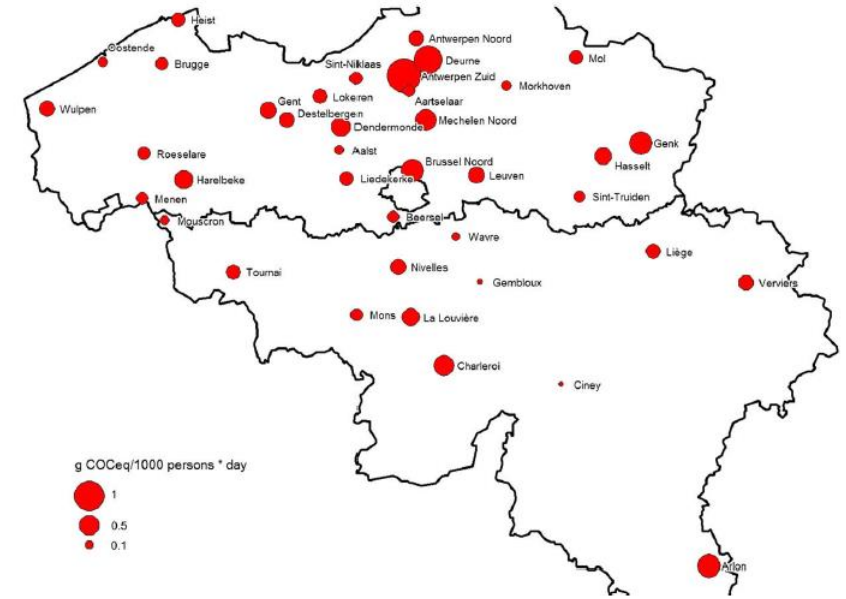 Heist
Antwerpen Noord
Oostende
Deurne
Mol
Brugge
Sint-Niklaas
Antwerpen Zuid
Morkhoven
Lokeren
Aartselaar
Gent
Wulpen
Destelbergen
Mechelen Noord
Dendermonde
Genk
Aalst
Roeselare
Brussel Noord
Hasselt
Leuven
Liedekerke
Harelbeke
Sint-Truiden
Menen
Beersel
Mouscron
Wavre
Liège
Nivelles
Tournai
Gembloux
Verviers
Mons
La Louvière
Charleroi
Ciney
g COCeq/1000 persons * day
1
0.5
0.1
Arlon